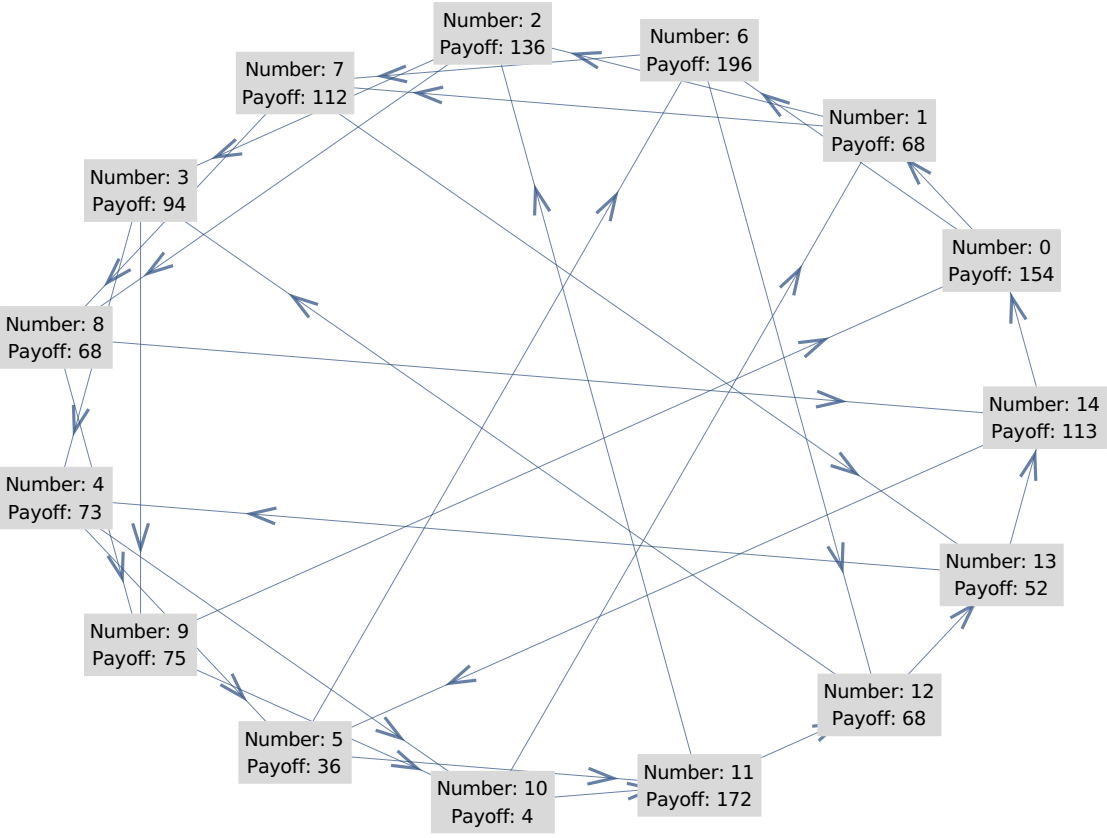 Number: 2
Payoff: 136
Number: 6
Payoff: 196
Number: 7
Payoff: 112
Number: 1
Payoff: 68
Number: 3
Payoff: 94
Number: 0
Payoff: 154
Number: 8
Payoff: 68
Number: 14
Payoff: 113
Number: 4
Payoff: 73
Number: 13
Payoff: 52
Number: 9
Payoff: 75
Number: 12
Payoff: 68
Number: 5
Payoff: 36
Number: 11
Payoff: 172
Number: 10
Payoff: 4